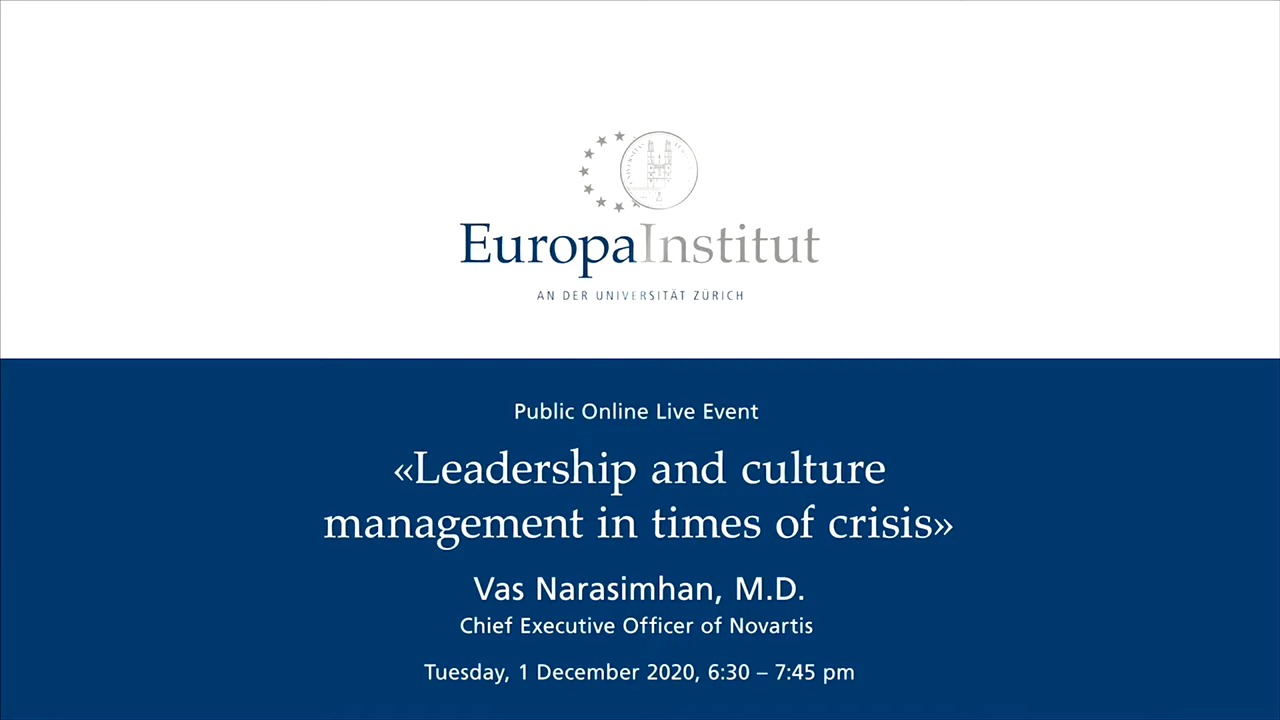 EuropaInstitut
AN DER UNIVERSITÄT ZÜRICH
Public Online Live Event
«Leadership and culture
management in times of crisis»
Vas Narasimhan, M.D.
Chief Executive Officer of Novartis
Tuesday, 1 December 2020, 6:30 – 7:45 pm